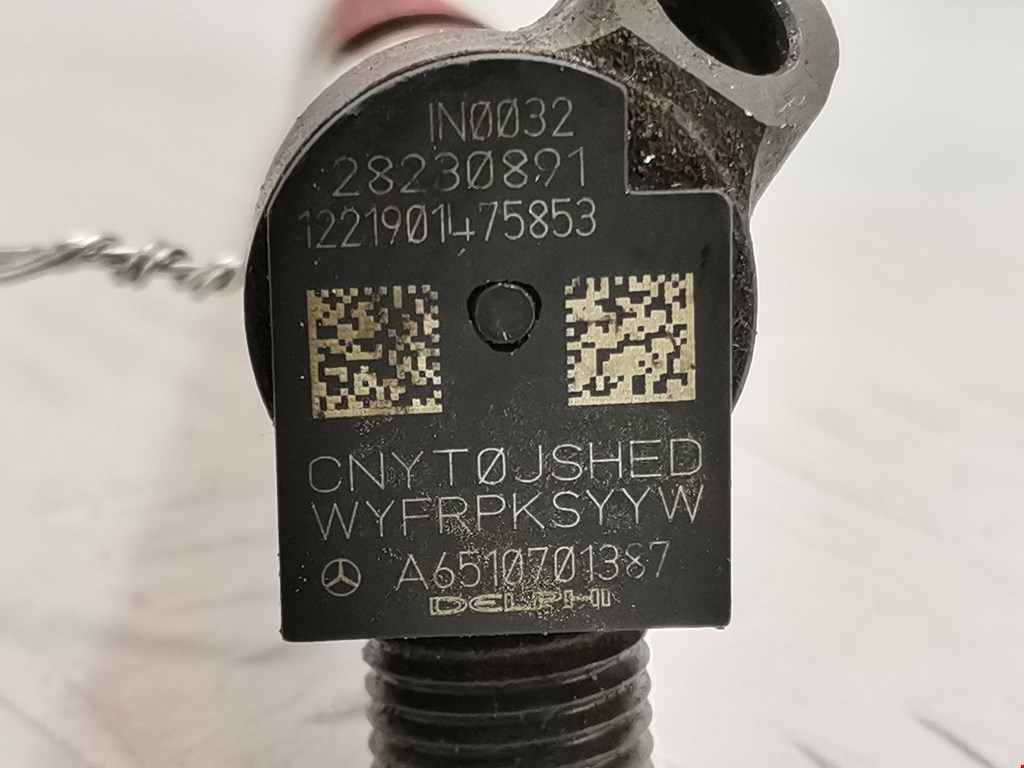 IN0032
28230891
1221901475853
CNYT0JSHED
WYFRPKSYYW
A6510701387
DELPHI